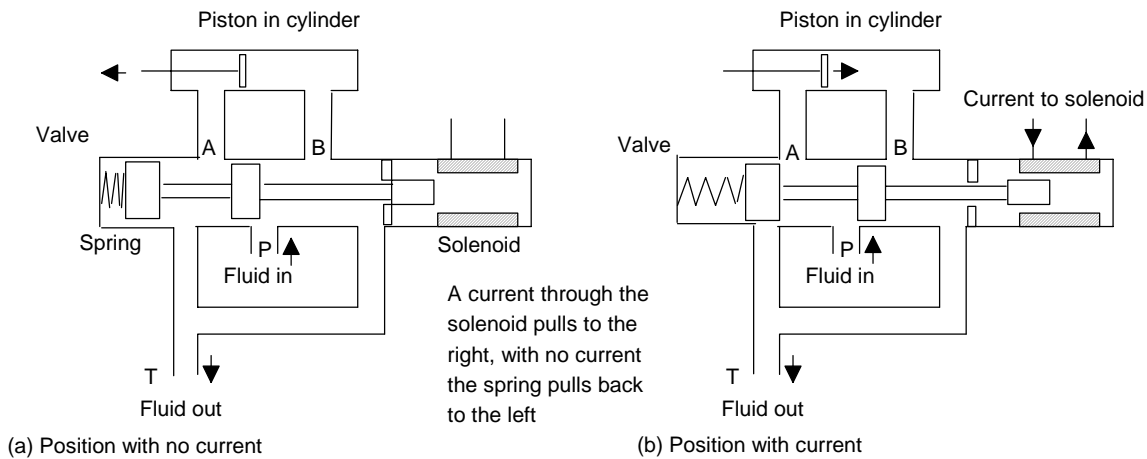 Piston in cylinder
Valve
A
B
Spring
P
Fluid in
Solenoid
T
Fluid out
(a) Position with no current
A current through the
solenoid pulls to the
right, with no current
the spring pulls back
to the left
Piston in cylinder
Current to solenoid
Valve
A
B
P
Fluid in
T
Fluid out
(b) Position with current